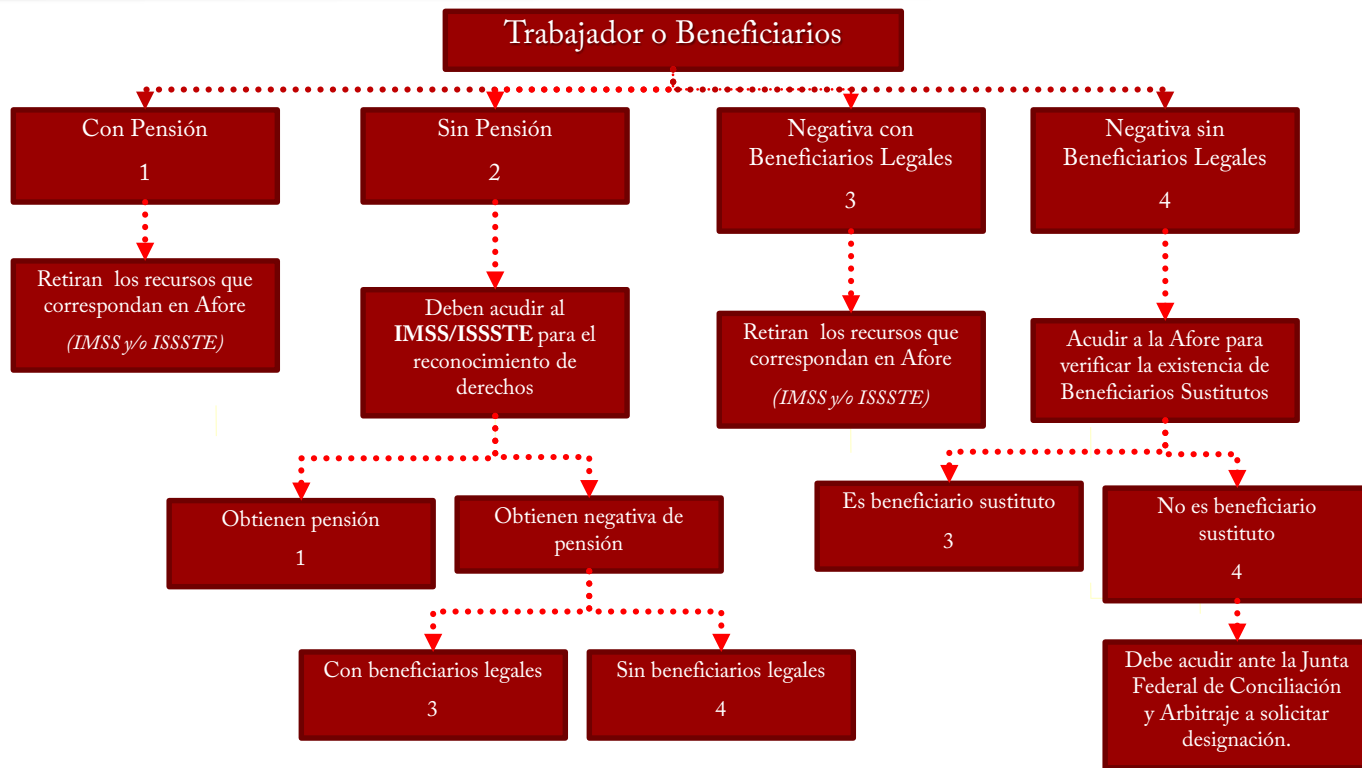 Trabajador o Beneficiarios
Con Pensión
1
Sin Pensión
2
Negativa con
Beneficiarios Legales
3
Negativa sin
Beneficiarios Legales
4
Retiran los recursos que
correspondan en Afore
(IMSS y/o ISSSTE)
Deben acudir al
IMSS/ISSSTE para el
reconocimiento de
derechos
Retiran los recursos que
correspondan en Afore
(IMSS y/o ISSSTE)
Acudir a la Afore para
verificar la existencia de
Beneficiarios Sustitutos
Obtienen pensión
1
Obtienen negativa de
pensión
Es beneficiario sustituto
3
No es beneficiario
sustituto
4
Con beneficiarios legales
3
Sin beneficiarios legales
4
Debe acudir ante la Junta
Federal de Conciliación
y Arbitraje a solicitar
designación.